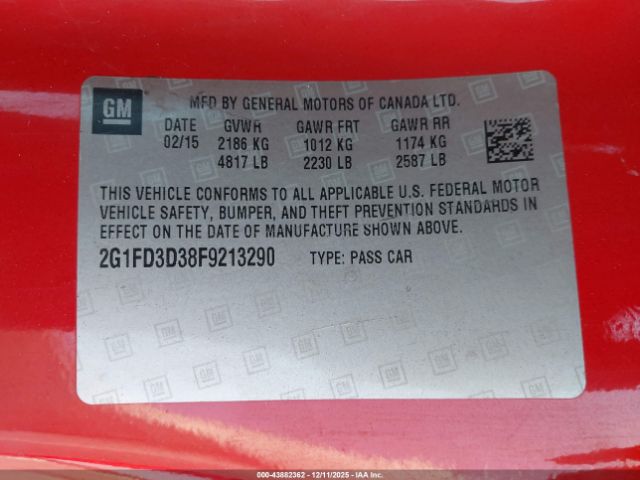 GM
MFD BY GENERAL MOTORS OF CANADA LTD.
DATE GVWR GAWR FRT GAWR RR
02/15 2186 KG 1012 KG 1174 KG
4817 LB 2230 LB 2587 LB
THIS VEHICLE CONFORMS TO ALL APPLICABLE U.S. FEDERAL MOTOR
VEHICLE SAFETY, BUMPER, AND THEFT PREVENTION STANDARDS IN
EFFECT ON THE DATE OF MANUFACTURE SHOWN ABOVE.
2G1FD3D38F9213290 TYPE: PASS CAR
000-43882362 - 12/11/2025 - IAA Inc.